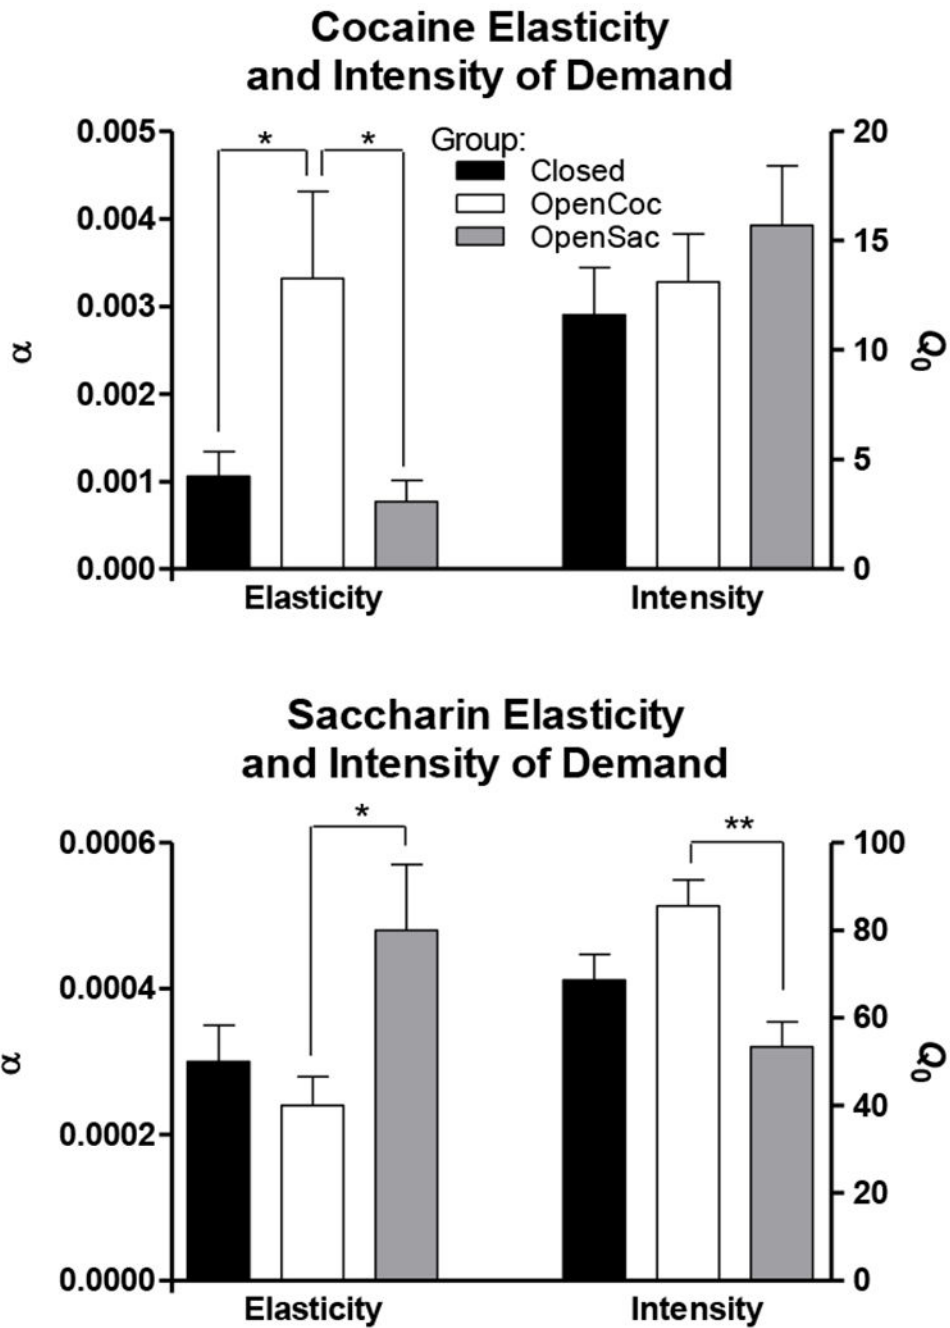 Cocaine Elasticity
and Intensity of Demand
0.005
0.004
0.003
0.002
0.001
0.000
α
* *
Group:
Closed
OpenCoc
OpenSac
20
15
10
5
0
Q0
Elasticity Intensity
Saccharin Elasticity
and Intensity of Demand
0.0006
0.0004
0.0002
0.0000
α
* **
100
80
60
40
20
0
Q0
Elasticity Intensity